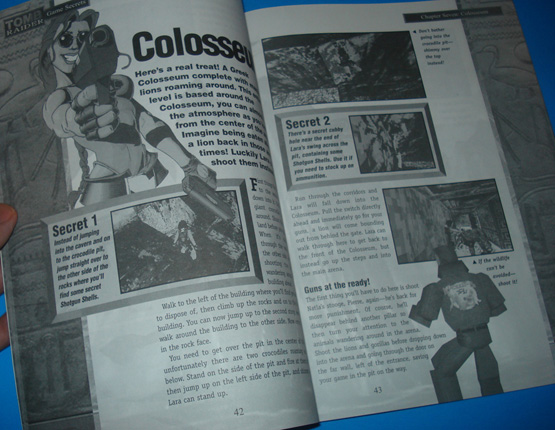 TOMB
RAIDER
Game Secrets
Colosseu
Here's a real treat! A Greek
Colosseum complete with
lions roaming around. This
level is based around the
Colosseum, you can
the atmosphere as
from the center of the
Imagine being eaten
a lion back in those
times! Luckily Lara
shoot them
Secret 1
Instead of jumping
into the cavern and on
to the crocodile pit,
jump straight over to
the other side of the
rocks where you'll
find some secret
Shotgun Shells.
Walk to the left of the building where you'll
to dispose of, then climb up the rocks and
building. You can now jump up to the second
walk around the building to the other side.
in the rock face.
You need to get over the pit in the
unfortunately there are two crocodiles
below. Stand on the side of the pit and
then jump up on the left side of the pit, and
Lara can stand up.
42
Chapter Seven: Colosseum
Don't bother
going into the
crocodile pit—
shimmy over
the top
instead!
Secret 2
There's a secret cubby
hole near the end of
Lara's swing across the
pit, containing some
Shotgun Shells. Use it if
you need to stock up on
ammunition.
Run through the corridor and
Lara will fall down into the
Colosseum. Pull the switch directly
ahead and immediately go for your
guns, a lion will come bounding
out from behind the gate. Lara can
walk through here to get back to
the front of the Colosseum, but
instead go up the steps and into
the main arena.
If the wildlife
can't be
avoided—
shoot it!
Guns at the ready!
The first thing you'll have to do here is shoot
Natla's stooge, Pierre, again—he's back for
more punishment. Of course, he'll
disappear behind another pillar so
then, turn your attention to the
animals wandering around in the arena.
Shoot the lions and gorillas before dropping down
into the arena and going through the door on
the far wall, left of the entrance, saving
your game in the pit on the way.
43